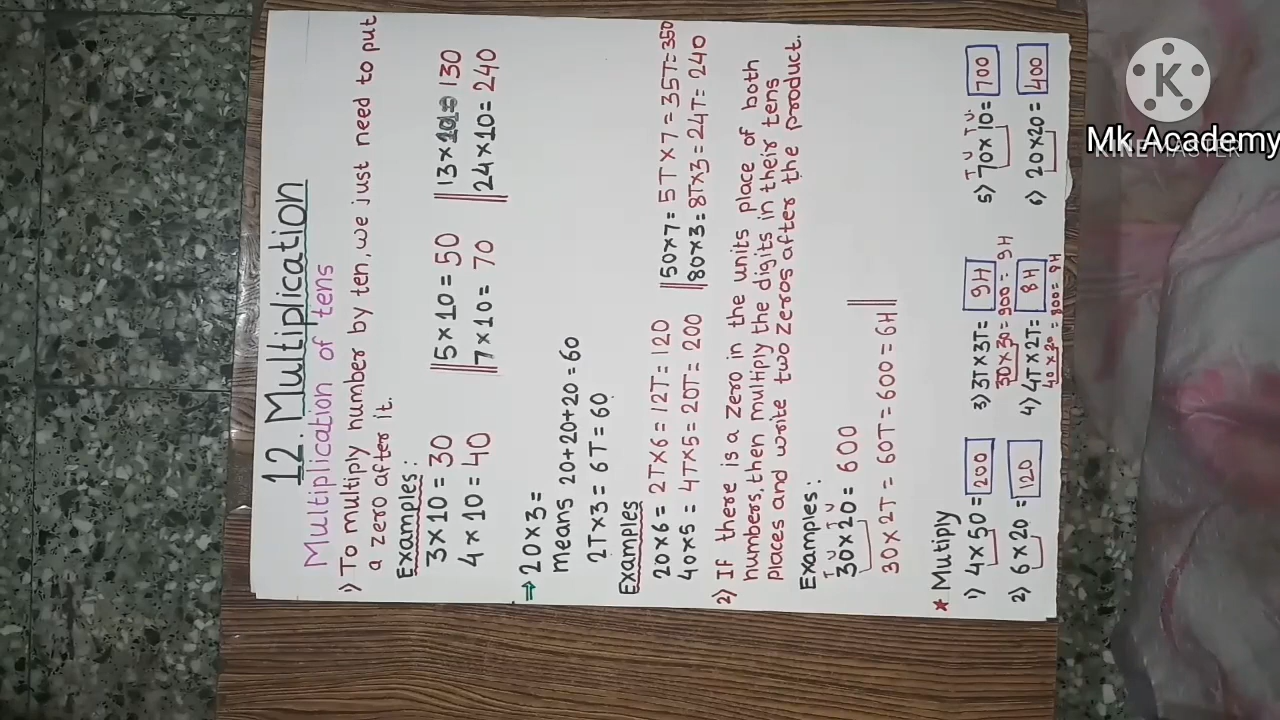 12. Multiplication
Multiplication of tens
1) To multiply number by ten, we just need to put
a zero after it.
Examples:
3 × 10 = 30 || 5 × 10 = 50 || 13 × 10 = 130
4 × 10 = 40 || 7 × 10 = 70 || 24 × 10 = 240
⇒ 20 × 3 =
means 20+20+20 = 60
2T × 3 = 6T = 60
Examples
20 × 6 = 2T × 6 = 12T = 120 || 50 × 7 = 5T × 7 = 35T = 350
40 × 5 = 4T × 5 = 20T = 200 || 80 × 3 = 8T × 3 = 24T = 240
2) If there is a zero in the units place of both
numbers, then multiply the digits in their tens
places and write two zeros after the product.
Examples:
T U T U
30 × 20 = 600 ||
30 × 2T = 60T = 600 = 6H ||
* Mutiply
1) 4 × 50 = 200
2) 6 × 20 = 120
3) 3T × 3T = 9H
30 × 30 = 900 = 9H
4) 4T × 2T = 8H
40 × 20 = 800 = 8H
T U T U
5) 70 × 10 = 700
6) 20 × 20 = 400
K
Mk Academy
KINEMASTER